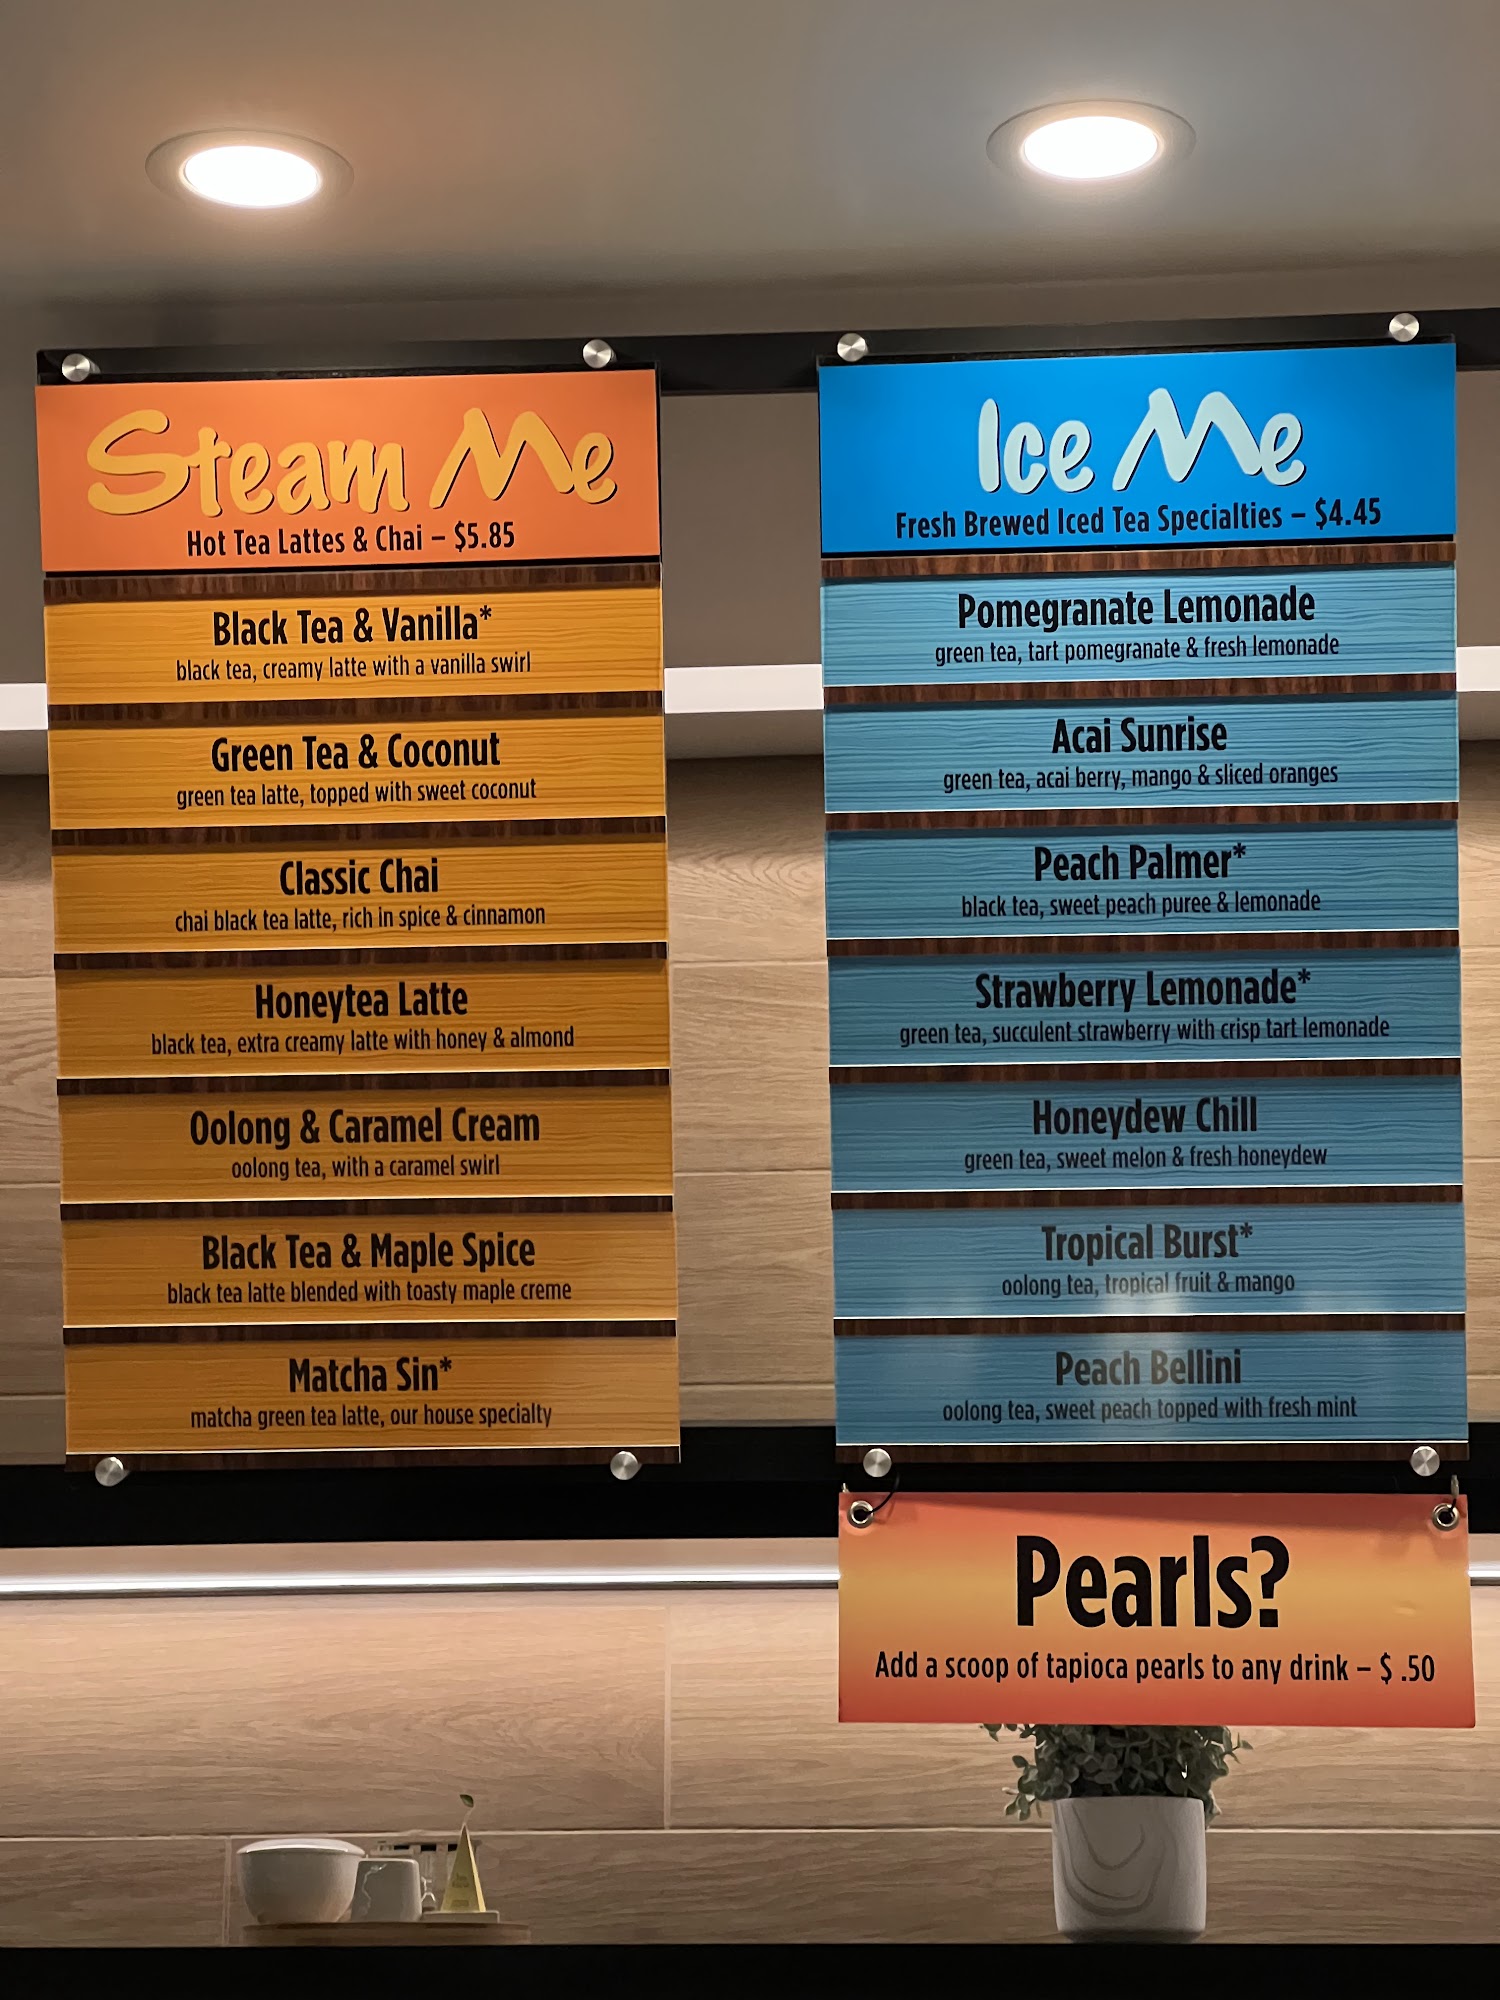 Steam Me
Hot Tea Lattes & Chai – $5.85
Black Tea & Vanilla*
black tea, creamy latte with a vanilla swirl
Green Tea & Coconut
green tea latte, topped with sweet coconut
Classic Chai
chai black tea latte, rich in spice & cinnamon
Honeytea Latte
black tea, extra creamy latte with honey & almond
Oolong & Caramel Cream
oolong tea, with a caramel swirl
Black Tea & Maple Spice
black tea latte blended with toasty maple creme
Matcha Sin*
matcha green tea latte, our house specialty
Ice Me
Fresh Brewed Iced Tea Specialties – $4.45
Pomegranate Lemonade
green tea, tart pomegranate & fresh lemonade
Acai Sunrise
green tea, acai berry, mango & sliced oranges
Peach Palmer*
black tea, sweet peach puree & lemonade
Strawberry Lemonade*
green tea, succulent strawberry with crisp tart lemonade
Honeydew Chill
green tea, sweet melon & fresh honeydew
Tropical Burst*
oolong tea, tropical fruit & mango
Peach Bellini
oolong tea, sweet peach topped with fresh mint
Pearls?
Add a scoop of tapioca pearls to any drink – $ .50